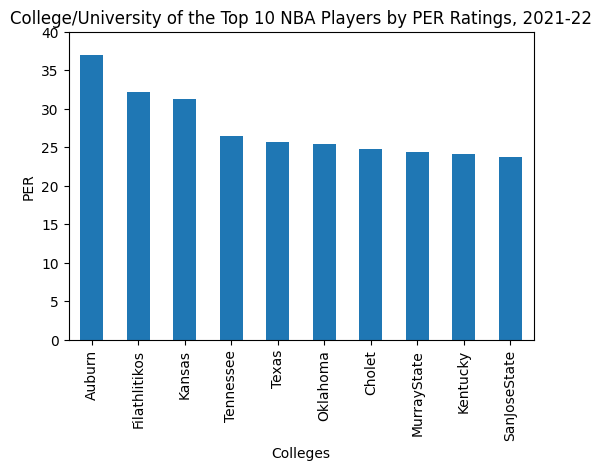 College/University of the Top 10 NBA Players by PER Ratings, 2021-22
40
35
30
25
20
15
10
5
0
PER
Auburn
Filathlitikos
Kansas
Tennessee
Texas
Oklahoma
Cholet
MurrayState
Kentucky
SanJoseState
Colleges